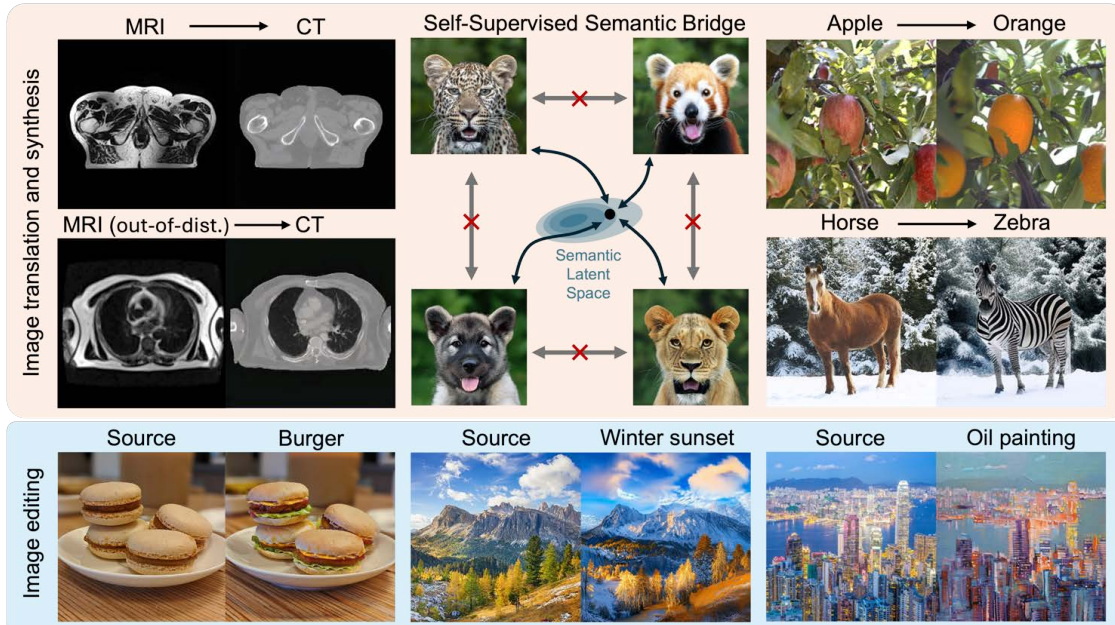 Image translation and synthesis
MRI CT
MRI (out-of-dist.) CT
Self-Supervised Semantic Bridge
Semantic
Latent
Space
Apple Orange
Horse Zebra
Image editing
Source Burger
Source Winter sunset
Source Oil painting